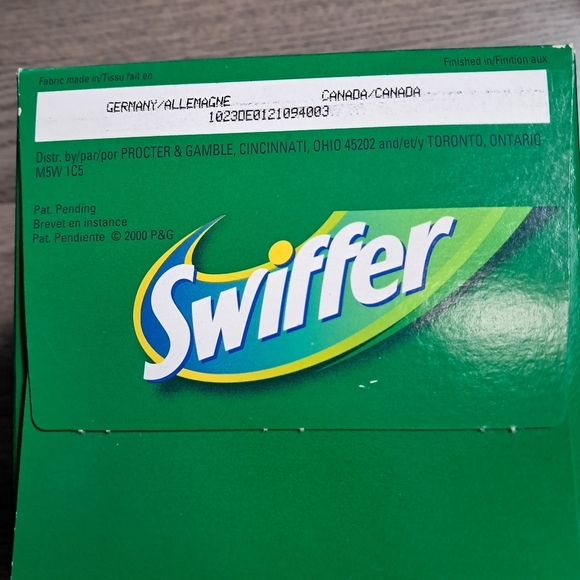 Fabric made in/Tissu fait en
Finished in/Finition aux
GERMANY/ALLEMAGNE CANADA/CANADA
1023DE0121094003
Distr. by/par/por PROCTER & GAMBLE, CINCINNATI, OHIO 45202 and/et/y TORONTO, ONTARIO
M5W 1C5
Pat. Pending
Brevet en instance
Pat. Pendiente © 2000 P&G
Swiffer